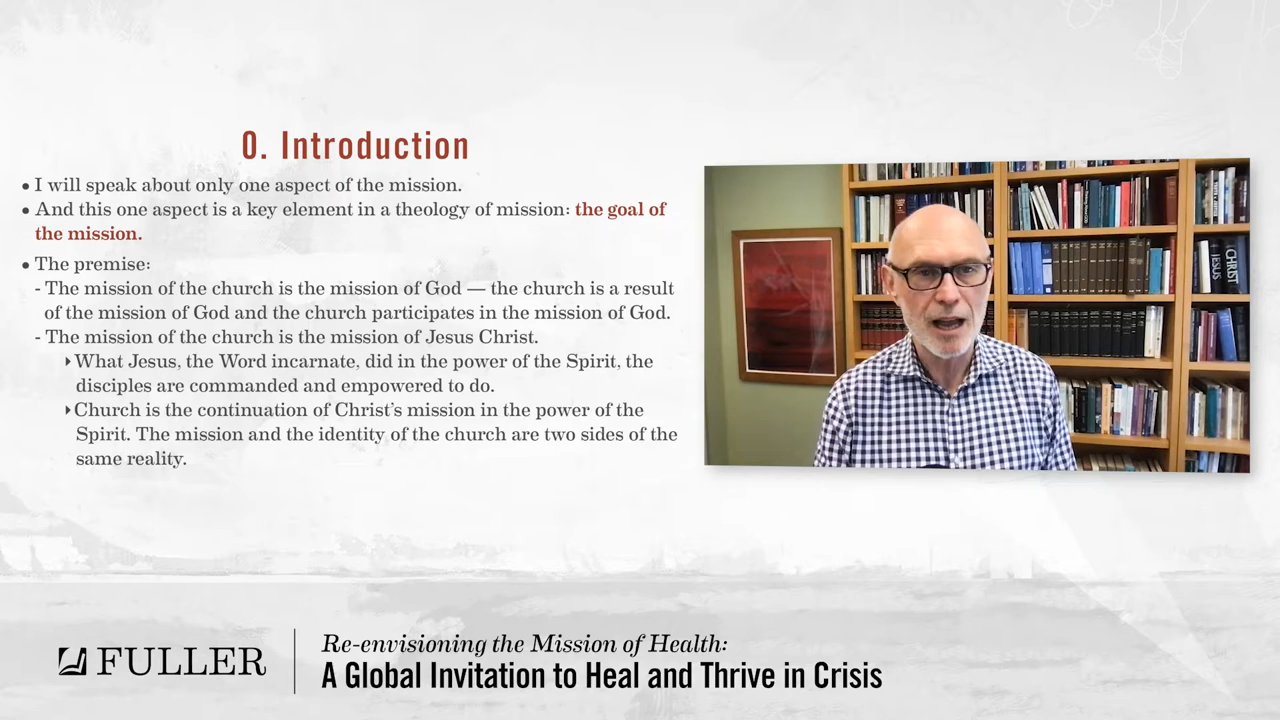 0. Introduction
• I will speak about only one aspect of the mission.
• And this one aspect is a key element in a theology of mission: the goal of
the mission.
• The premise:
- The mission of the church is the mission of God — the church is a result
of the mission of God and the church participates in the mission of God.
- The mission of the church is the mission of Jesus Christ.
‣ What Jesus, the Word incarnate, did in the power of the Spirit, the
disciples are commanded and empowered to do.
‣ Church is the continuation of Christ's mission in the power of the
Spirit. The mission and the identity of the church are two sides of the
same reality.
CHRIST
JESUS
FULLER
Re-envisioning the Mission of Health:
A Global Invitation to Heal and Thrive in Crisis